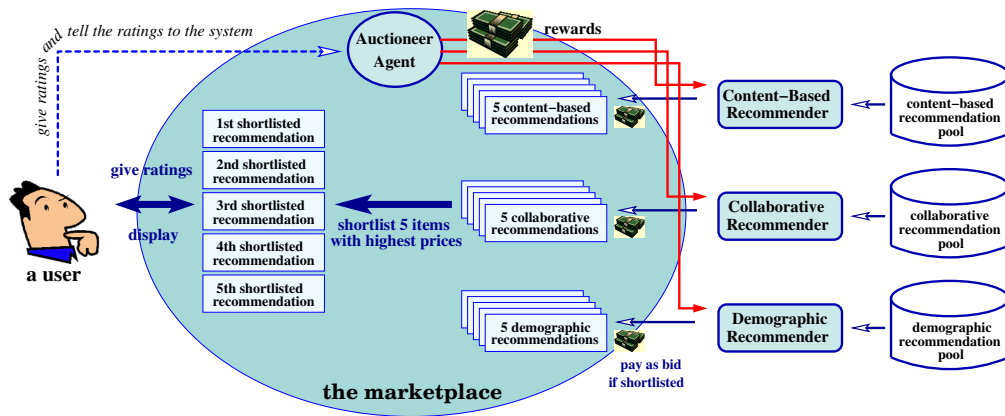 give ratings and tell the ratings to the system
Auctioneer
Agent
rewards
5 content-based
recommendations
Content-Based
Recommender
content-based
recommendation
pool
1st shortlisted
recommendation
2nd shortlisted
recommendation
3rd shortlisted
recommendation
4th shortlisted
recommendation
5th shortlisted
recommendation
give ratings
display
a user
shortlist 5 items
with highest prices
5 collaborative
recommendations
Collaborative
Recommender
collaborative
recommendation
pool
5 demographic
recommendations
Demographic
Recommender
demographic
recommendation
pool
pay as bid
if shortlisted
the marketplace